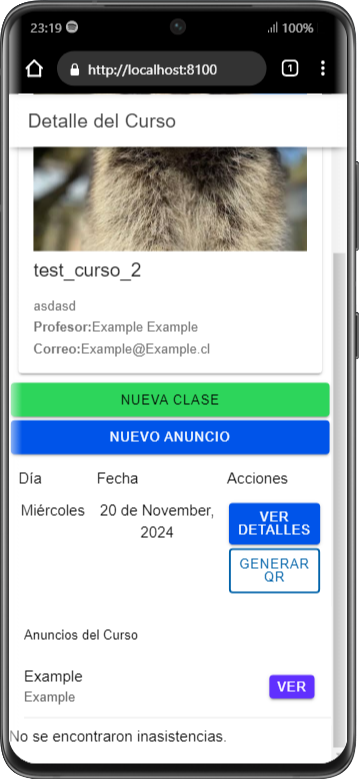 23:19 100%
http://localhost:8100 1
Detalle del Curso
test_curso_2
asdasd
Profesor:Example Example
Correo:Example@Example.cl
NUEVA CLASE
NUEVO ANUNCIO
Día Fecha Acciones
Miércoles 20 de November, VER
2024 DETALLES
GENERAR
QR
Anuncios del Curso
Example
Example
VER
No se encontraron inasistencias.